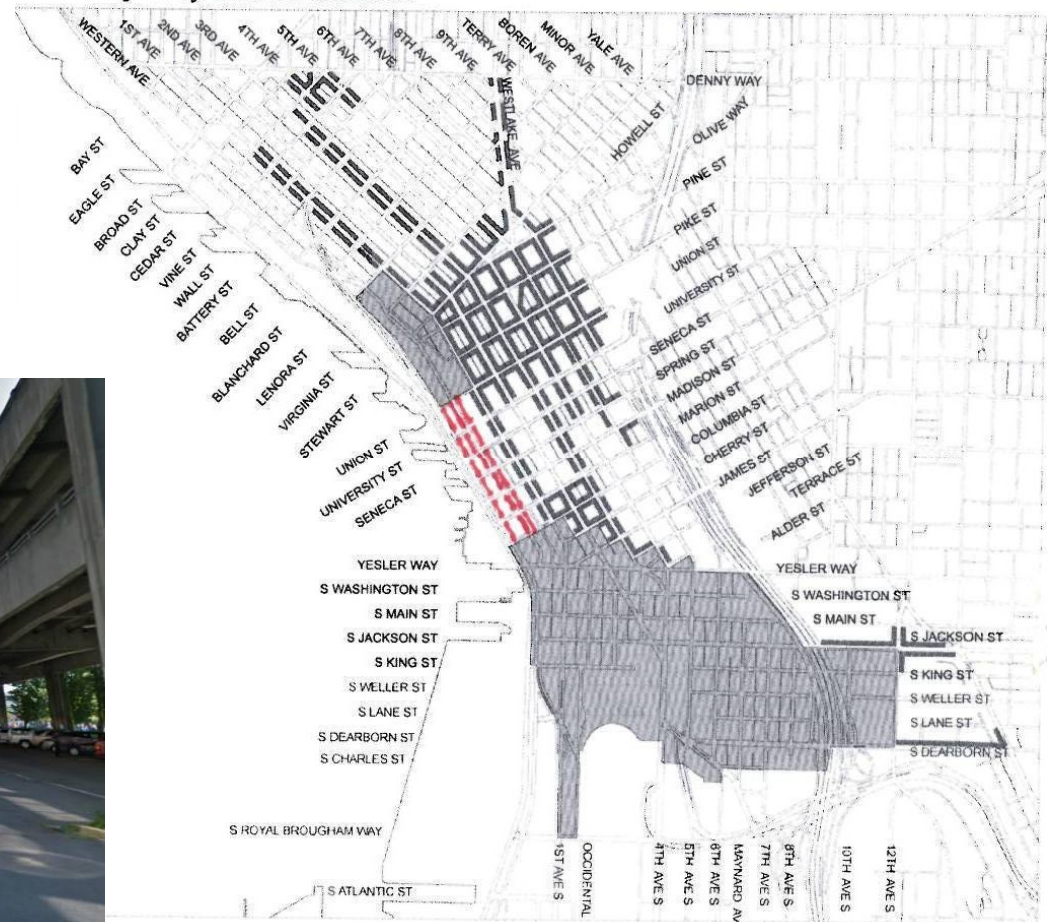 WESTERN AVE
1ST AVE
2ND AVE
3RD AVE
4TH AVE
5TH AVE
6TH AVE
7TH AVE
8TH AVE
9TH AVE
TERRY AVE
BOREN AVE
MINOR AVE
YALE AVE
WESTLAKE AVE
DENNY WAY
HOWELL ST
OLIVE WAY
PINE ST
PIKE ST
UNION ST
UNIVERSITY ST
SENECA ST
SPRING ST
MADISON ST
MARION ST
COLUMBIA ST
CHERRY ST
JAMES ST
JEFFERSON ST
TERRACE ST
ALDER ST
BAY ST
EAGLE ST
BROAD ST
CLAY ST
CEDAR ST
VINE ST
WALL ST
BATTERY ST
BELL ST
BLANCHARD ST
LENORA ST
VIRGINIA ST
STEWART ST
UNION ST
UNIVERSITY ST
SENECA ST
YESLER WAY
S WASHINGTON ST
S MAIN ST
S JACKSON ST
S KING ST
S WELLER ST
S LANE ST
S DEARBORN ST
S CHARLES ST
S ROYAL BROUGHAM WAY
S ATLANTIC ST
YESLER WAY
S WASHINGTON ST
S MAIN ST
S JACKSON ST
S KING ST
S WELLER ST
S LANE ST
S DEARBORN ST
1ST AVE S
OCCIDENTAL
4TH AVE S
5TH AVE S
6TH AVE S
MAYNARD AV
7TH AVE S
8TH AVE S
10TH AVE S
12TH AVE S